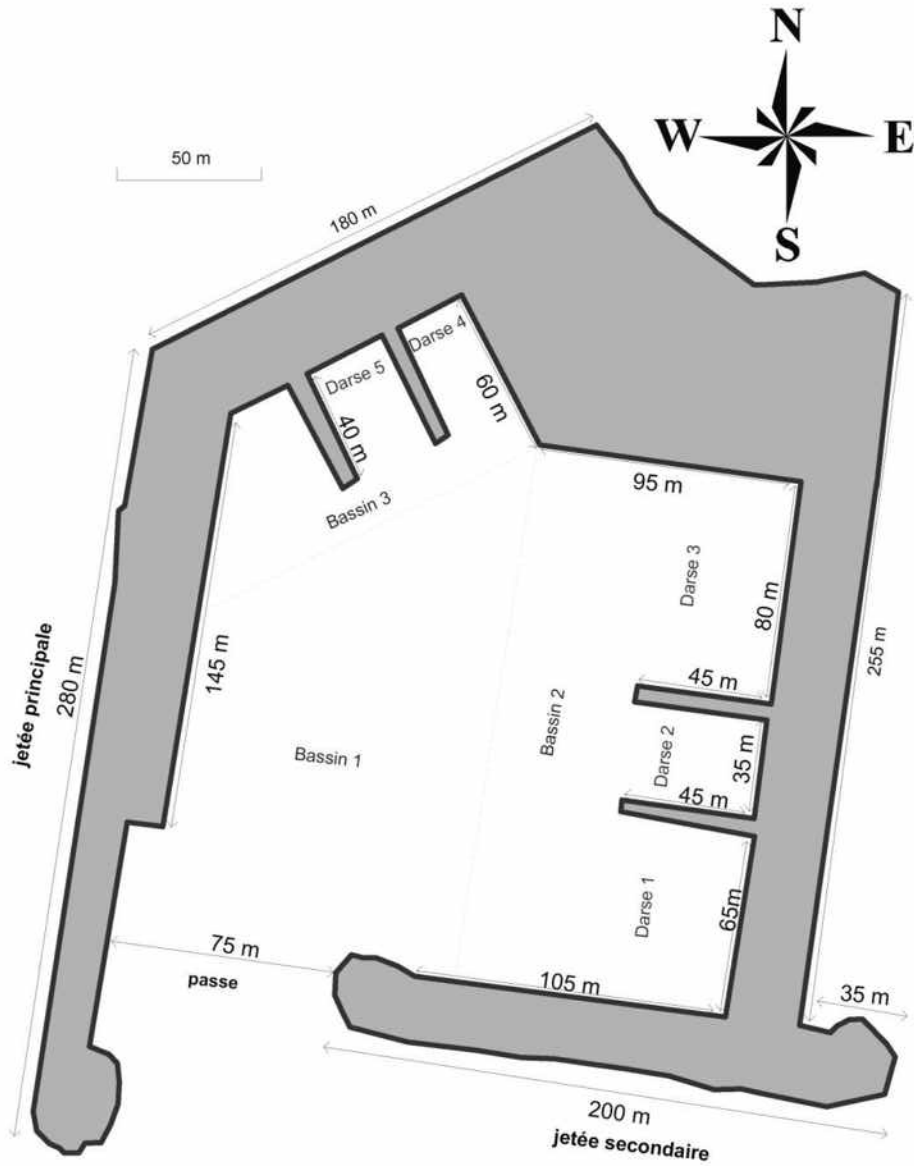 N
W E
S
50 m
180 m
Darse 4
Darse 5
60 m
40 m
Bassin 3
95 m
Darse 3
80 m
145 m
45 m
255 m
jetée principale
280 m
Bassin 2
Bassin 1
Darse 2
35 m
45 m
Darse 1
65m
75 m
passe
105 m
35 m
200 m
jetée secondaire